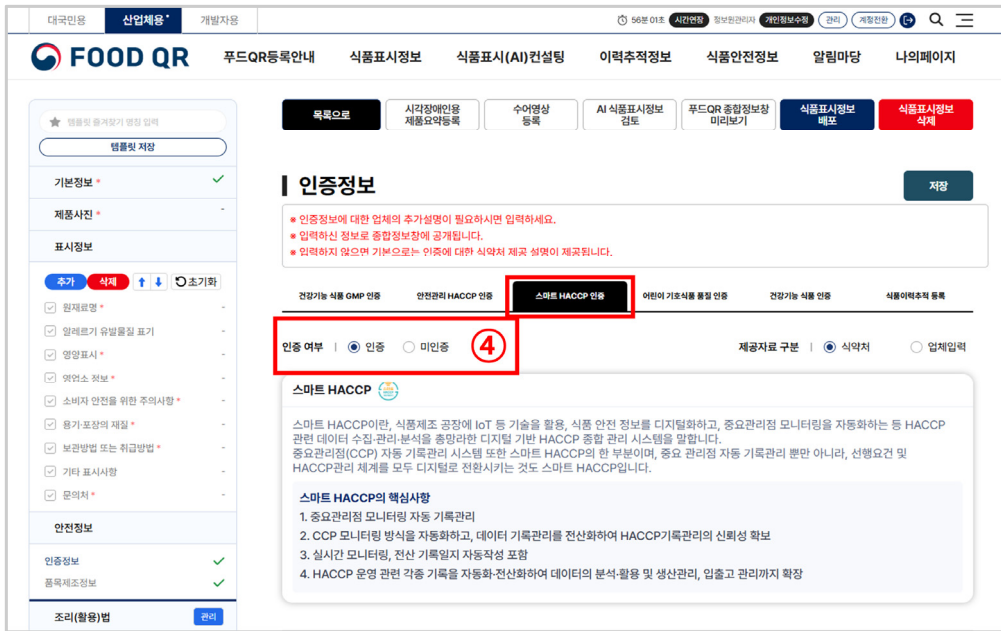 대국민용 산업체용 개발자용 56분 01초 시간연장 정보원관리자 개인정보수정 관리 계정전환
FOOD QR 푸드QR등록안내 식품표시정보 식품표시(AI)컨설팅 이력추적정보 식품안전정보 알림마당 나의페이지
템플릿 즐겨찾기 명칭 입력
템플릿 저장
기본정보 *
제품사진 * -
표시정보
추가 삭제 초기화
원재료명 * -
알레르기 유발물질 표기 -
영양표시 * -
영업소 정보 * -
소비자 안전을 위한 주의사항 * -
용기·포장의 재질 * -
보관방법 또는 취급방법 * -
기타 표시사항 -
문의처 * -
안전정보
인증정보
품목제조정보
조리(활용)법 관리
목록으로
시각장애인용
제품요약등록
수어영상
등록
AI 식품표시정보
검토
푸드QR 종합정보창
미리보기
식품표시정보
배포
식품표시정보
삭제
인증정보 저장
※ 인증정보에 대한 업체의 추가설명이 필요하시면 입력하세요.
※ 입력하신 정보로 종합정보창에 공개됩니다.
※ 입력하지 않으면 기본으로는 인증에 대한 식약처 제공 설명이 제공됩니다.
건강기능 식품 GMP 인증 안전관리 HACCP 인증 스마트 HACCP 인증 어린이 기호식품 품질 인증 건강기능 식품 인증 식품이력추적 등록
인증 여부 | 인증 미인증 ④ 제공자료 구분 | 식약처 업체입력
스마트 HACCP
스마트 HACCP이란, 식품제조 공장에 IoT 등 기술을 활용, 식품 안전 정보를 디지털화하고, 중요관리점 모니터링을 자동화하는 등 HACCP
관련 데이터 수집·관리·분석을 총망라한 디지털 기반 HACCP 종합 관리 시스템을 말합니다.
중요관리점(CCP) 자동 기록관리 시스템 또한 스마트 HACCP의 한 부분이며, 중요 관리점 자동 기록관리 뿐만 아니라, 선행요건 및
HACCP관리 체계를 모두 디지털로 전환시키는 것도 스마트 HACCP입니다.
스마트 HACCP의 핵심사항
1. 중요관리점 모니터링 자동 기록관리
2. CCP 모니터링 방식을 자동화하고, 데이터 기록관리를 전산화하여 HACCP기록관리의 신뢰성 확보
3. 실시간 모니터링, 전산 기록일지 자동작성 포함
4. HACCP 운영 관련 각종 기록을 자동화·전산화하여 데이터의 분석·활용 및 생산관리, 입출고 관리까지 확장